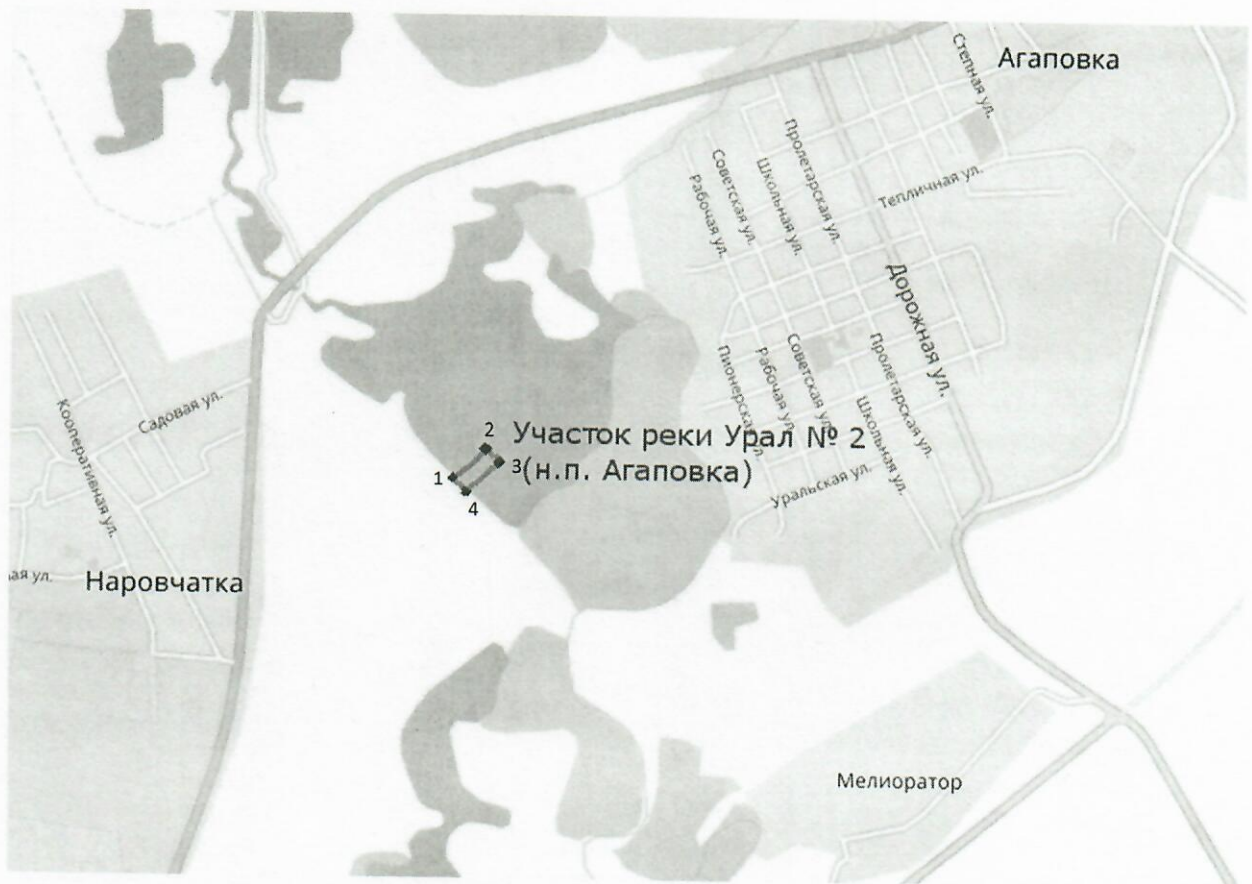 Агаповка
Степная ул.
Пролетарская ул.
Советская ул.
Школьная ул.
Рабочая ул.
Тепличная ул.
Дорожная ул.
Советская ул.
Пролетарская ул.
Рабочая ул.
Пионерская ул.
Школьная ул.
Садовая ул.
Кооперативная ул.
2 Участок реки Урал № 2
1 3 (н.п. Агаповка)
4
Уральская ул.
ая ул.
Наровчатка
Мелиоратор